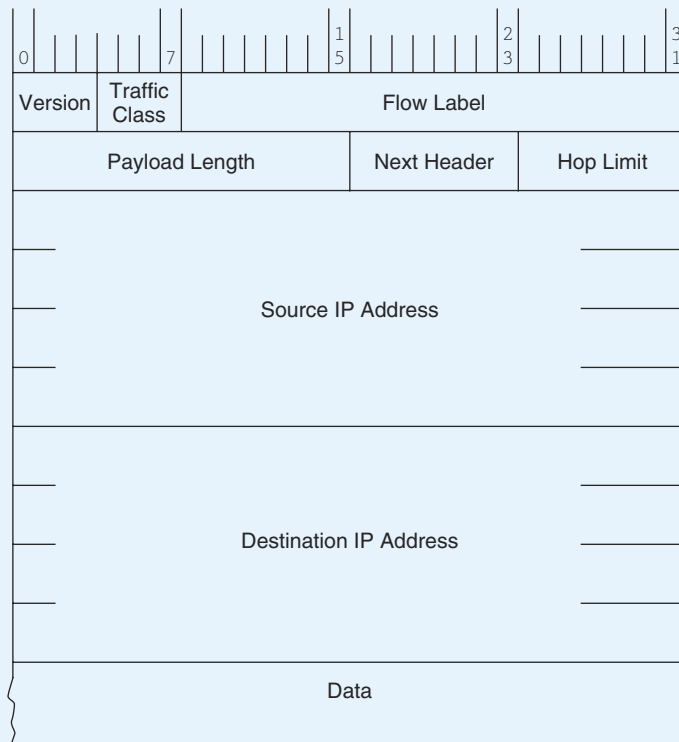 0 7 1 5 2 3 3 1
Version Traffic Class Flow Label
Payload Length Next Header Hop Limit
Source IP Address
Destination IP Address
Data